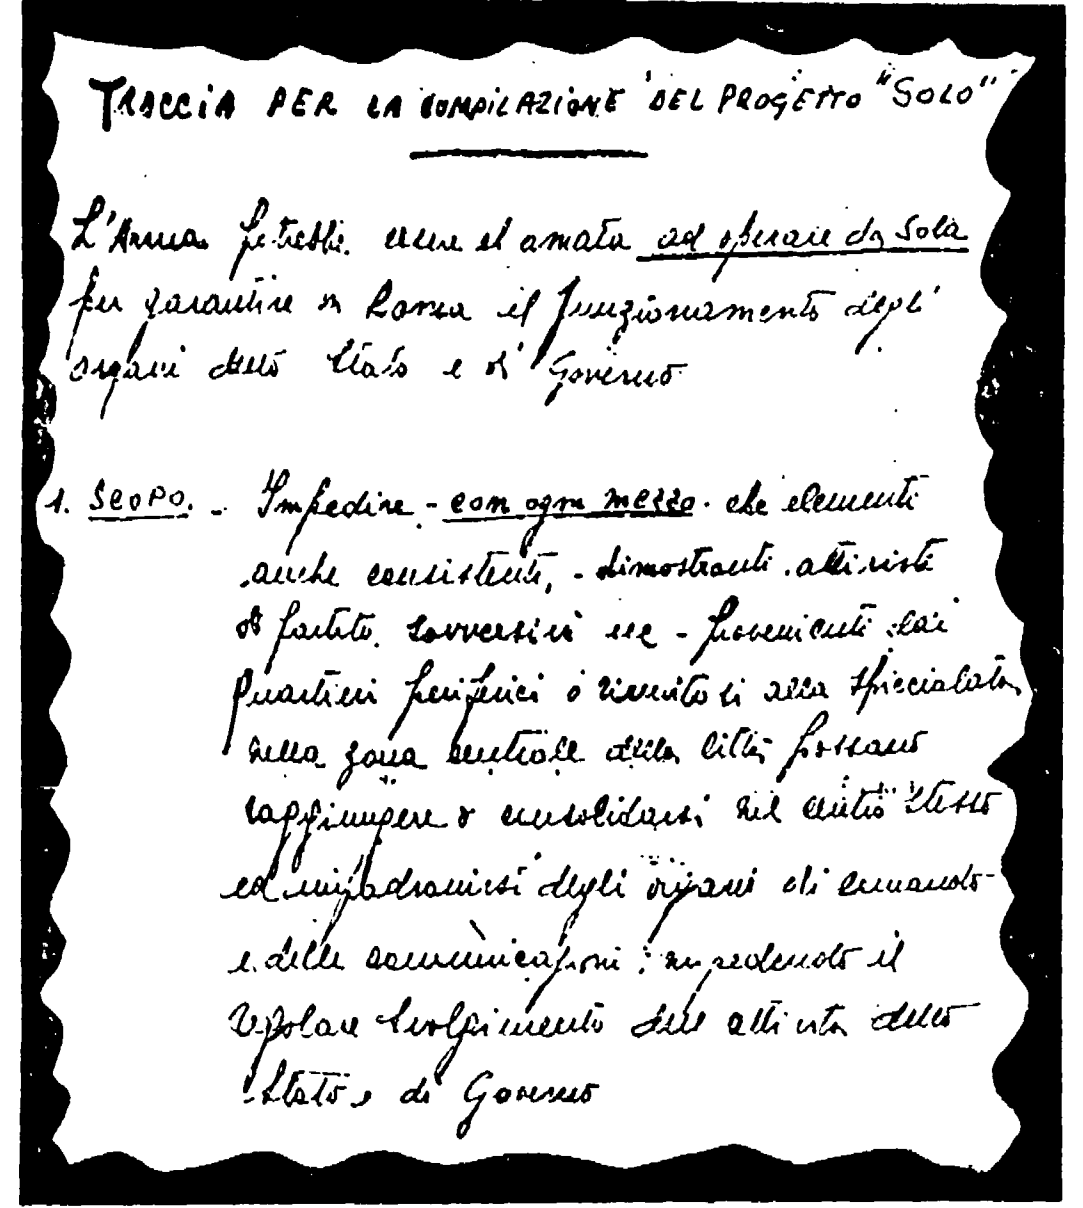 TRACCIA PER LA COMPILAZIONE DEL PROGETTO "SOLO"
L'Arma potrebbe essere chiamata ad operare da sola
per garantire in Roma il funzionamento degli
organi dello Stato e di Governo
1. SCOPO. - Impedire - con ogni mezzo - che elementi
anche consistenti, - dimostranti attivisti
di partito, sovversivi ecc - provenienti dai
quartieri periferici o riunitosi alla spicciolata
nella zona centrale della città possano
raggiungere o consolidarsi nel centro stesso
ed impadronirsi degli organi di comando
e delle comunicazioni, impedendo il
regolare svolgimento dell attività dello
Stato e di Governo